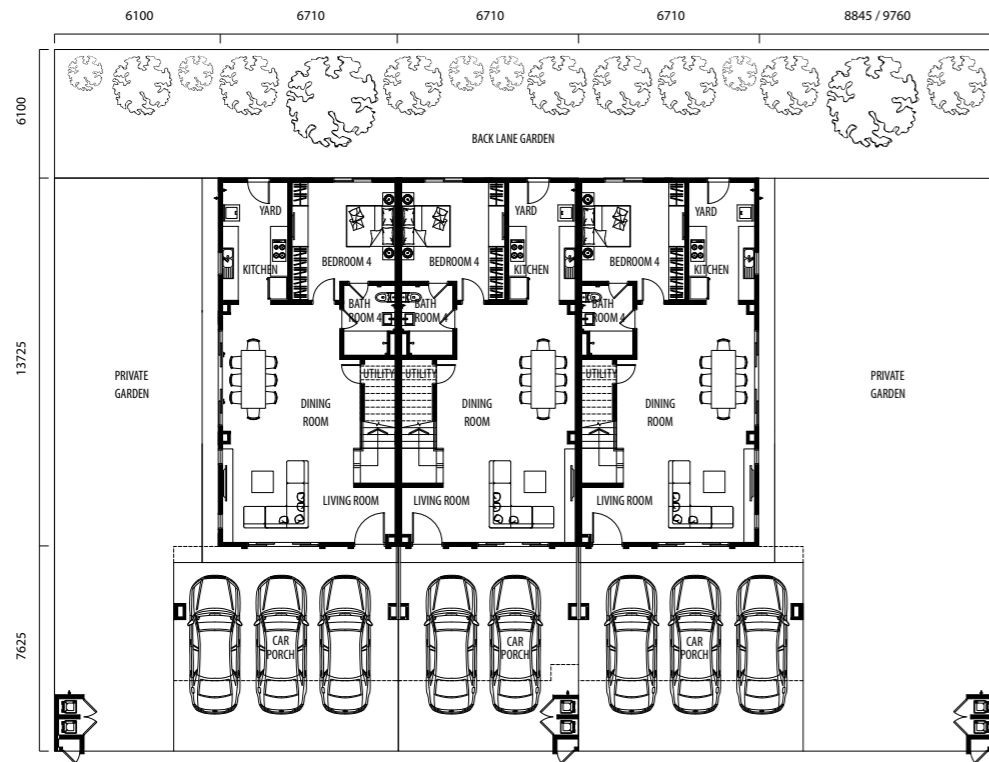 6100 6710 6710 6710 8845 / 9760
6100
BACK LANE GARDEN
YARD YARD YARD
BEDROOM 4 BEDROOM 4 BEDROOM 4
KITCHEN KITCHEN KITCHEN
BATH BATH BATH
ROOM 4 ROOM 4 ROOM 4
13725
UTILITY UTILITY UTILITY
PRIVATE
GARDEN
PRIVATE
GARDEN
DINING
ROOM
DINING
ROOM
DINING
ROOM
LIVING ROOM LIVING ROOM LIVING ROOM
7625
CAR
PORCH
CAR
PORCH
CAR
PORCH